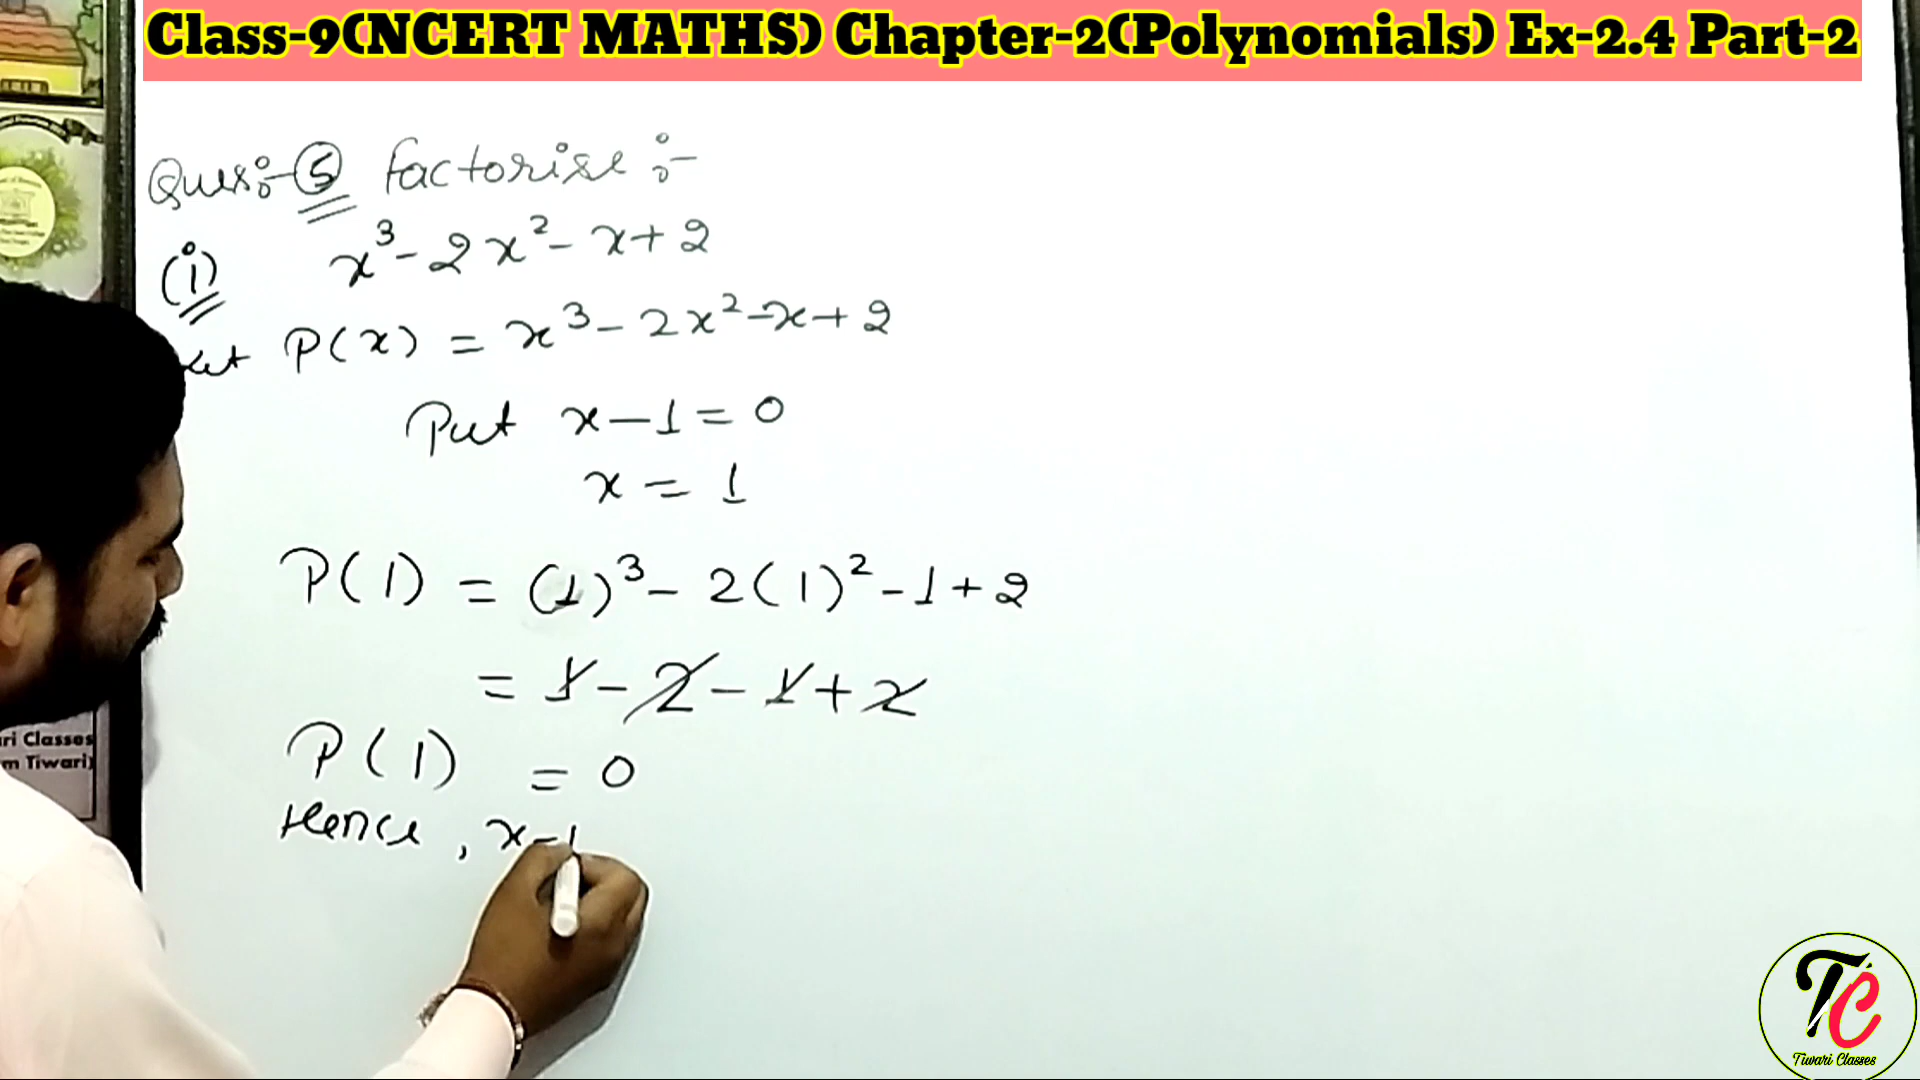 Class-9(NCERT MATHS) Chapter-2(Polynomials) Ex-2.4 Part-2
Ques:- 5 factorise :-
(i) x³ - 2x² - x + 2
P(x) = x³ - 2x² - x + 2
Put x - 1 = 0
x = 1
P(1) = (1)³ - 2(1)² - 1 + 2
= 1 - 2 - 1 + 2
P(1) = 0
Hence, x - 1
ri Classes
m Tiwari)
TC
Tiwari Classes